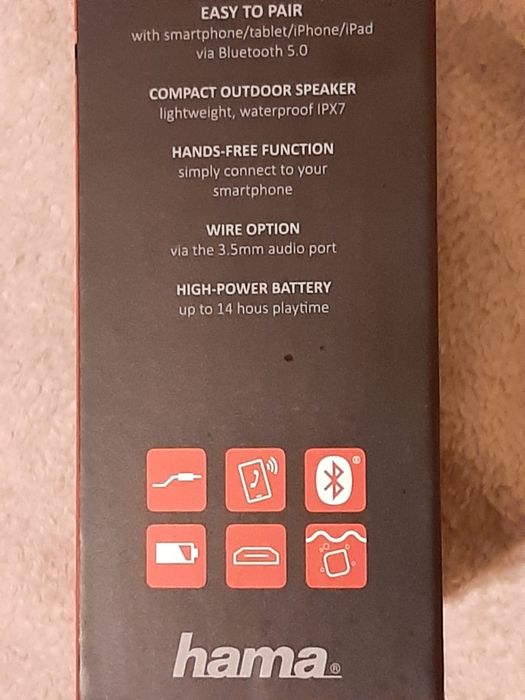 EASY TO PAIR
with smartphone/tablet/iPhone/iPad
via Bluetooth 5.0
COMPACT OUTDOOR SPEAKER
lightweight, waterproof IPX7
HANDS-FREE FUNCTION
simply connect to your
smartphone
WIRE OPTION
via the 3.5mm audio port
HIGH-POWER BATTERY
up to 14 hous playtime
®
hama®